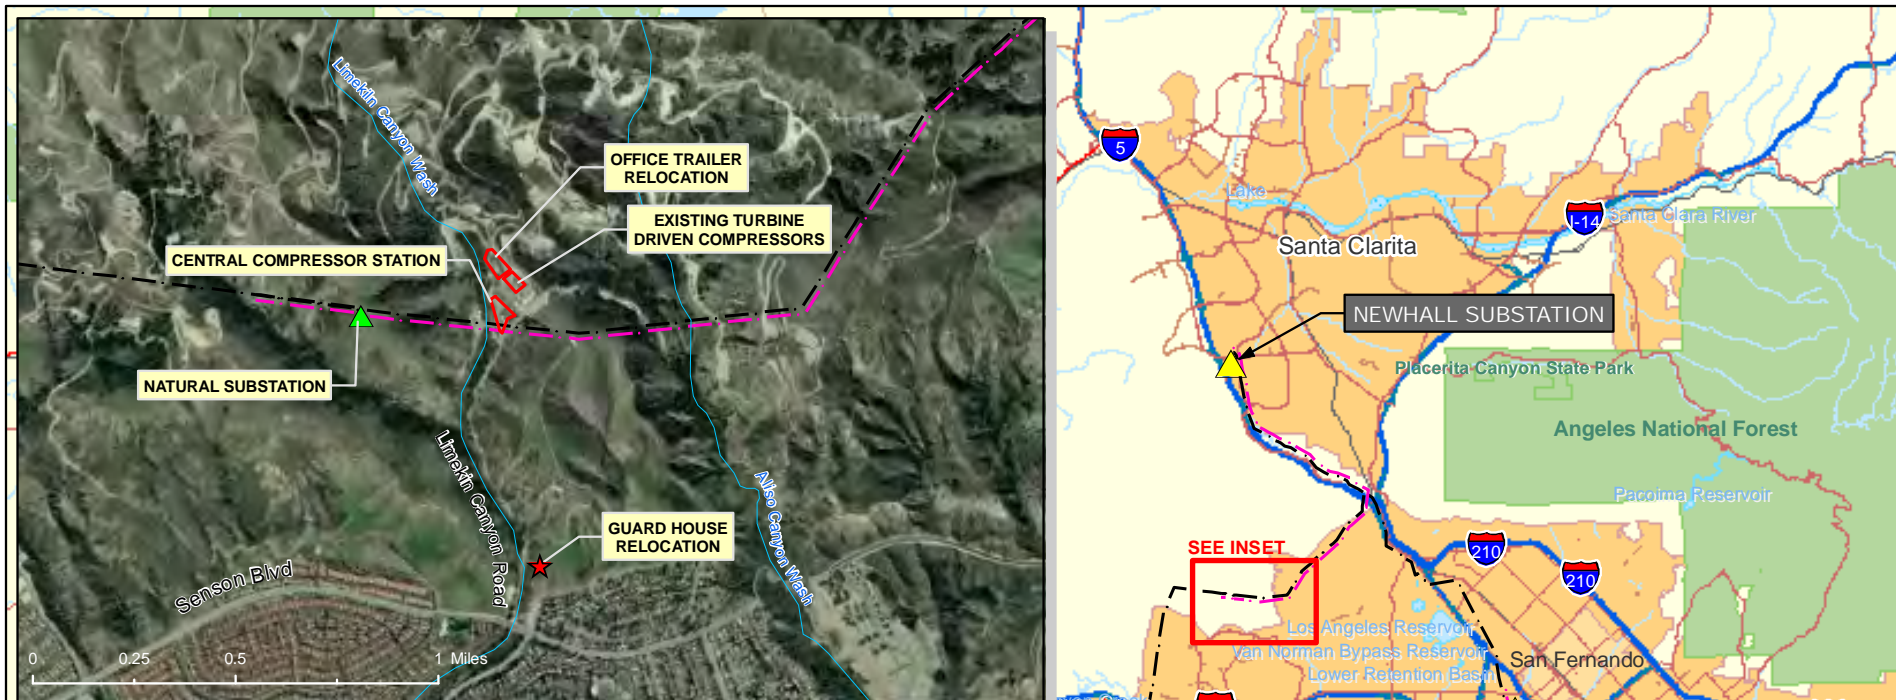 Limekiln Canyon Wash
OFFICE TRAILER
RELOCATION
EXISTING TURBINE
DRIVEN COMPRESSORS
CENTRAL COMPRESSOR STATION
NATURAL SUBSTATION
Limekin Canyon Road
Aliso Canyon Wash
GUARD HOUSE
RELOCATION
Senson Blvd
0 0.25 0.5 1 Miles
5
Lake
I-14
Santa Clara River
Santa Clarita
NEWHALL SUBSTATION
Placerita Canyon State Park
Angeles National Forest
Pacoima Reservoir
SEE INSET
210
210
Los Angeles Reservoir
Van Norman Bypass Reservoir
Lower Retention Basin
San Fernando